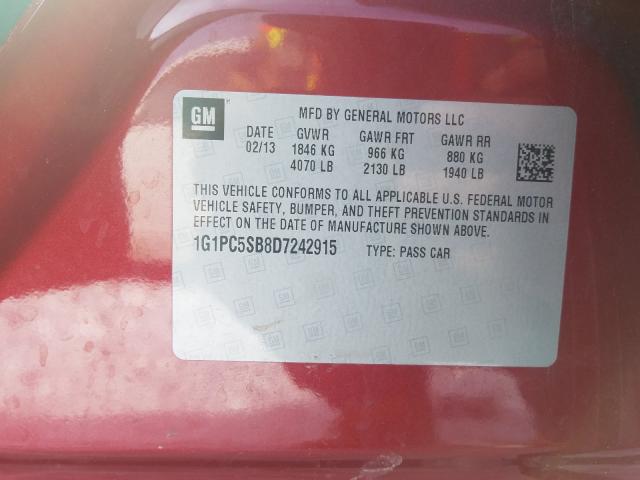 GM
MFD BY GENERAL MOTORS LLC
DATE GVWR GAWR FRT GAWR RR
02/13 1846 KG 966 KG 880 KG
4070 LB 2130 LB 1940 LB
THIS VEHICLE CONFORMS TO ALL APPLICABLE U.S. FEDERAL MOTOR
VEHICLE SAFETY, BUMPER, AND THEFT PREVENTION STANDARDS IN
EFFECT ON THE DATE OF MANUFACTURE SHOWN ABOVE.
1G1PC5SB8D7242915 TYPE: PASS CAR